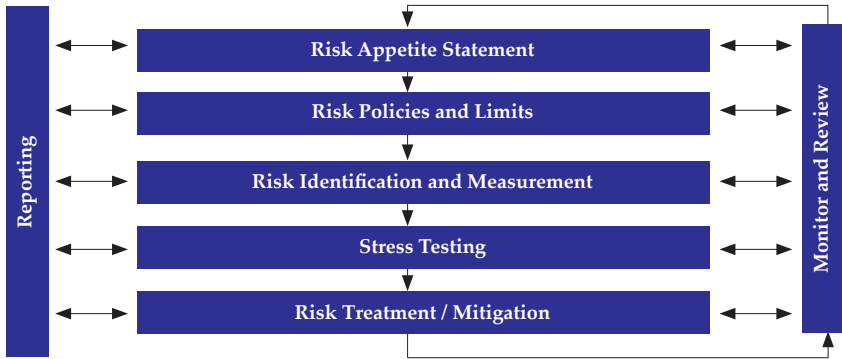 Reporting
Risk Appetite Statement
Risk Policies and Limits
Risk Identification and Measurement
Stress Testing
Risk Treatment / Mitigation
Monitor and Review